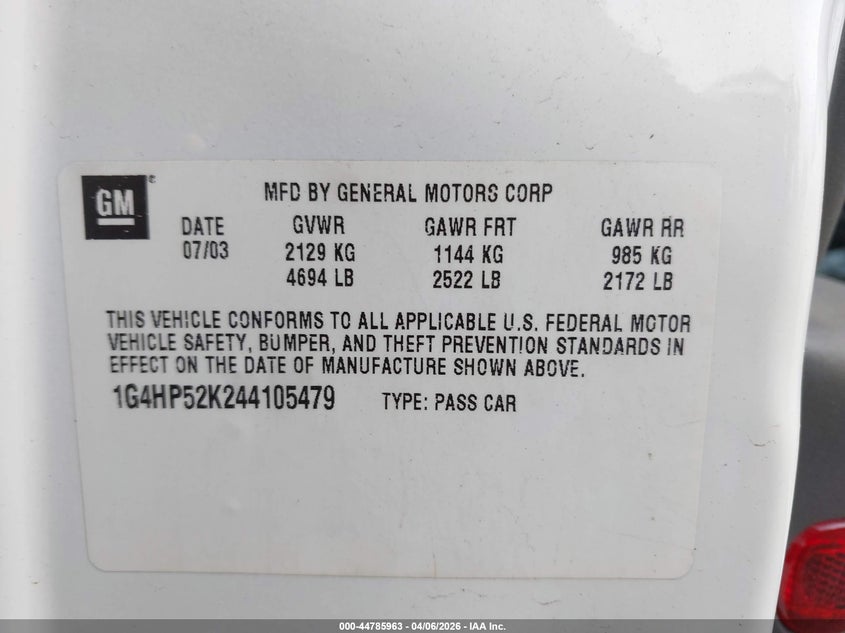 GM®
MFD BY GENERAL MOTORS CORP
DATE GVWR GAWR FRT GAWR RR
07/03 2129 KG 1144 KG 985 KG
4694 LB 2522 LB 2172 LB
THIS VEHICLE CONFORMS TO ALL APPLICABLE U.S. FEDERAL MOTOR
VEHICLE SAFETY, BUMPER, AND THEFT PREVENTION STANDARDS IN
EFFECT ON THE DATE OF MANUFACTURE SHOWN ABOVE.
1G4HP52K244105479 TYPE: PASS CAR
000-44785963 - 04/06/2026 - IAA Inc.